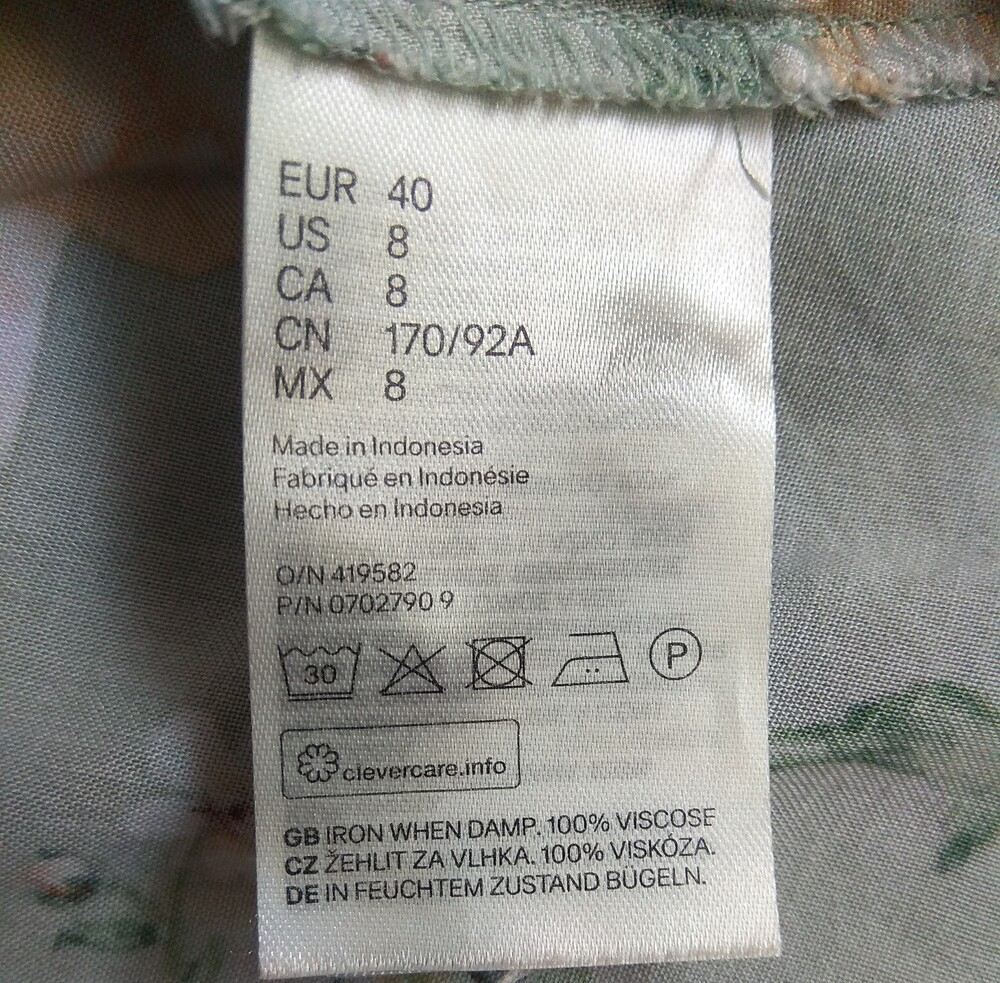 EUR 40
US 8
CA 8
CN 170/92A
MX 8
Made in Indonesia
Fabriqué en Indonésie
Hecho en Indonesia
O/N 419582
P/N 0702790 9
30 P
clevercare.info
GB IRON WHEN DAMP. 100% VISCOSE
CZ ŽEHLIT ZA VLHKA. 100% VISKÓZA.
DE IN FEUCHTEM ZUSTAND BÜGELN.